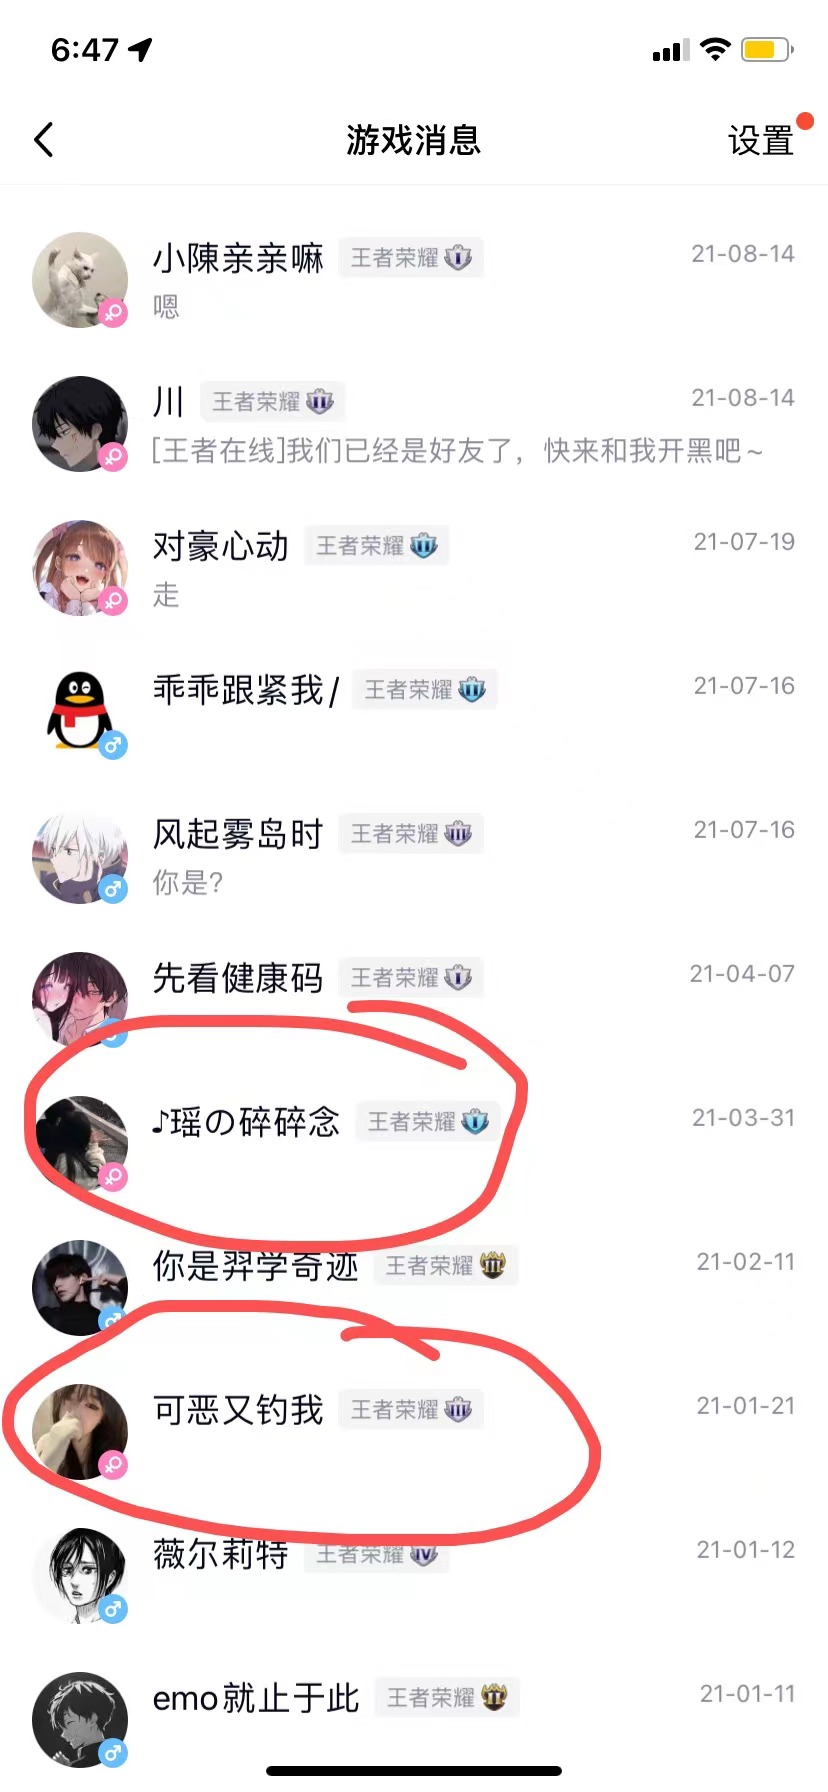 6:47
游戏消息
设置
小陳亲亲嘛 王者荣耀 I 21-08-14
嗯
川 王者荣耀 II 21-08-14
[王者在线]我们已经是好友了，快来和我开黑吧~
对豪心动 王者荣耀 II 21-07-19
走
乖乖跟紧我/ 王者荣耀 II 21-07-16
风起雾岛时 王者荣耀 III 21-07-16
你是?
先看健康码 王者荣耀 I 21-04-07
♪瑶の碎碎念 王者荣耀 I 21-03-31
你是羿学奇迹 王者荣耀 III 21-02-11
可恶又钓我 王者荣耀 III 21-01-21
薇尔莉特 王者荣耀 IV 21-01-12
emo就止于此 王者荣耀 II 21-01-11